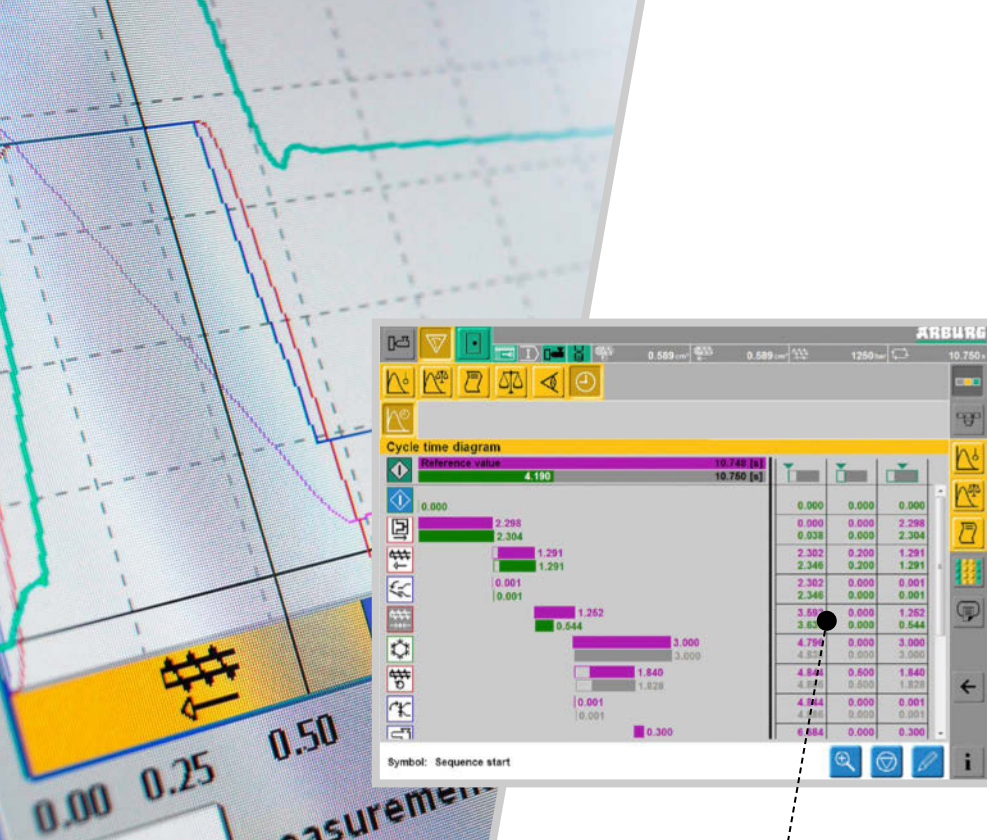 ARBURG
0.589 cm³ 0.589 cm³ 1250 bar 10.750 s
Cycle time diagram
Reference value 10.748 [s]
4.190 10.750 [s]
0.000 0.000 0.000 0.000
2.298 0.000 0.000 2.298
2.304 0.038 0.000 2.304
1.291 2.302 0.200 1.291
1.291 2.346 0.200 1.291
0.001 2.302 0.000 0.001
0.001 2.346 0.000 0.001
1.252 0.000 1.252
0.544 0.000 0.544
3.000 0.000 3.000
3.000 0.000 3.000
1.840 0.500 1.840
1.828 0.500 1.828
0.001 0.000 0.001
0.001 0.000 0.001
0.300 0.000 0.300
Symbol: Sequence start
i
0.00 0.25 0.50